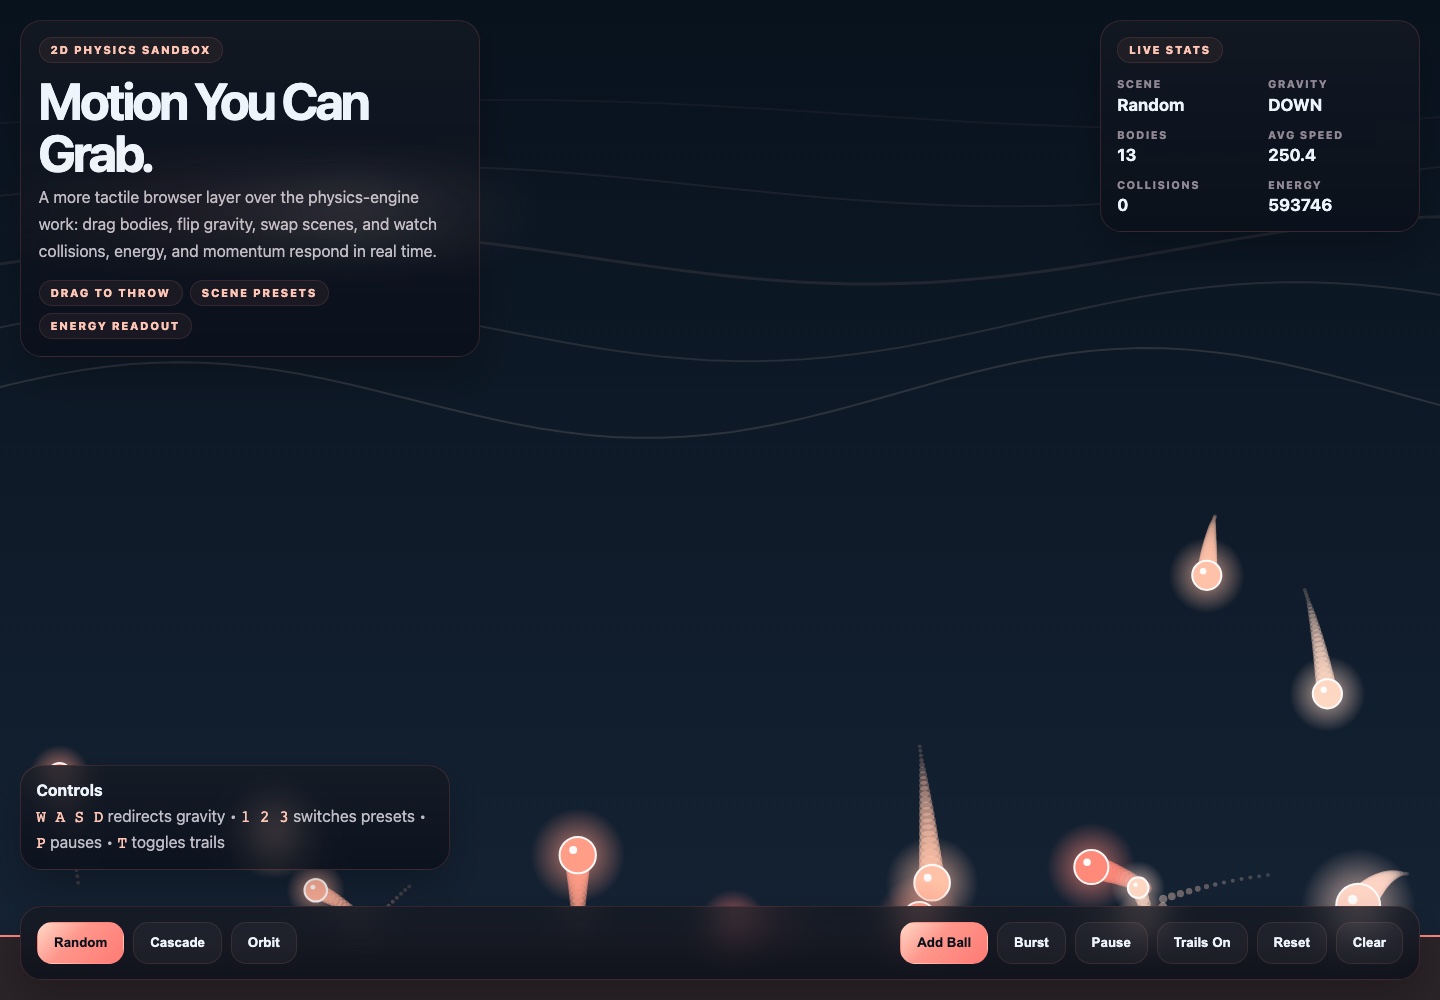 2D PHYSICS SANDBOX
Motion You Can
Grab.
A more tactile browser layer over the physics-engine
work: drag bodies, flip gravity, swap scenes, and watch
collisions, energy, and momentum respond in real time.
DRAG TO THROW SCENE PRESETS
ENERGY READOUT
LIVE STATS
SCENE GRAVITY
Random DOWN
BODIES AVG SPEED
13 250.4
COLLISIONS ENERGY
0 593746
Controls
W A S D redirects gravity • 1 2 3 switches presets •
P pauses • T toggles trails
Random Cascade Orbit Add Ball Burst Pause Trails On Reset Clear